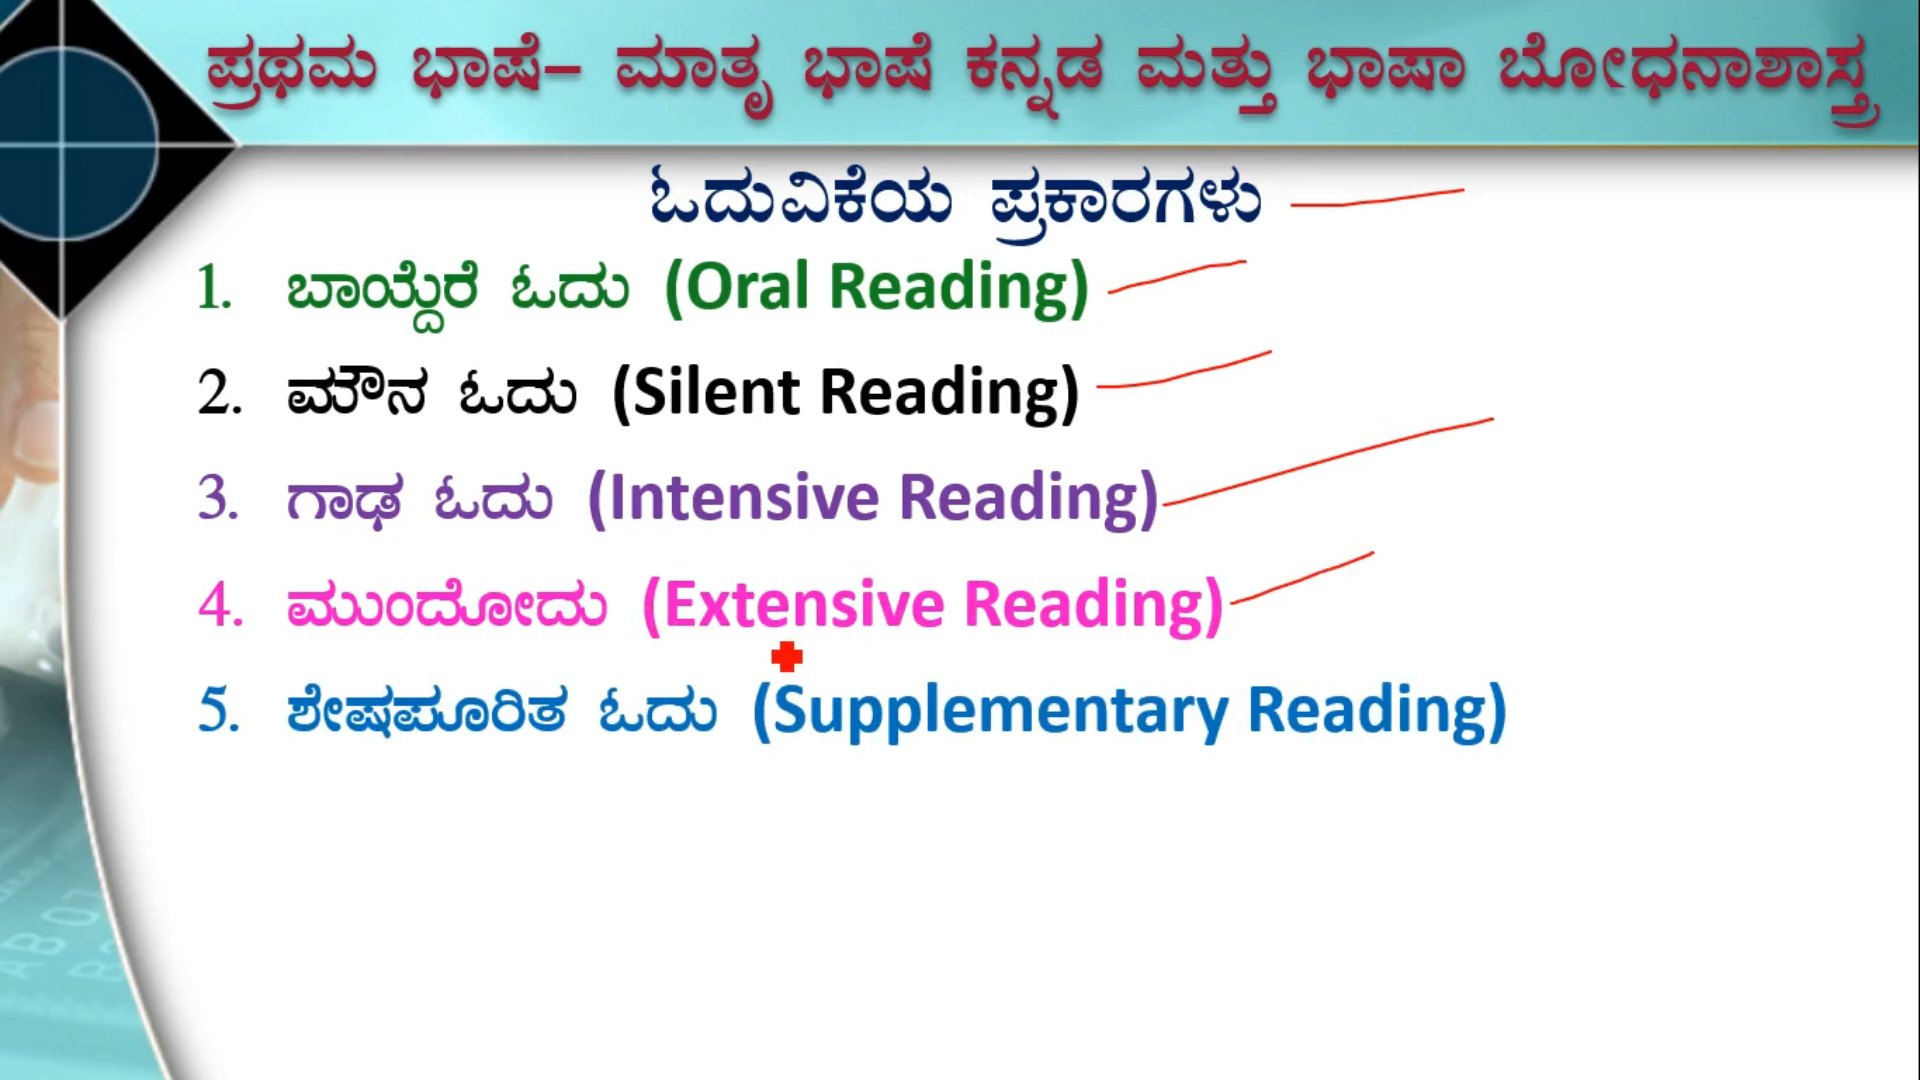 ಪ್ರಥಮ ಭಾಷೆ– ಮಾತೃ ಭಾಷೆ ಕನ್ನಡ ಮತ್ತು ಭಾಷಾ ಬೋಧನಾಶಾಸ್ತ್ರ
ಓದುವಿಕೆಯ ಪ್ರಕಾರಗಳು
1. ಬಾಯ್ದೆರೆ ಓದು (Oral Reading)
2. ಮೌನ ಓದು (Silent Reading)
3. ಗಾಢ ಓದು (Intensive Reading)
4. ಮುಂದೋದು (Extensive Reading)
5. ಶೇಷಪೂರಿತ ಓದು (Supplementary Reading)